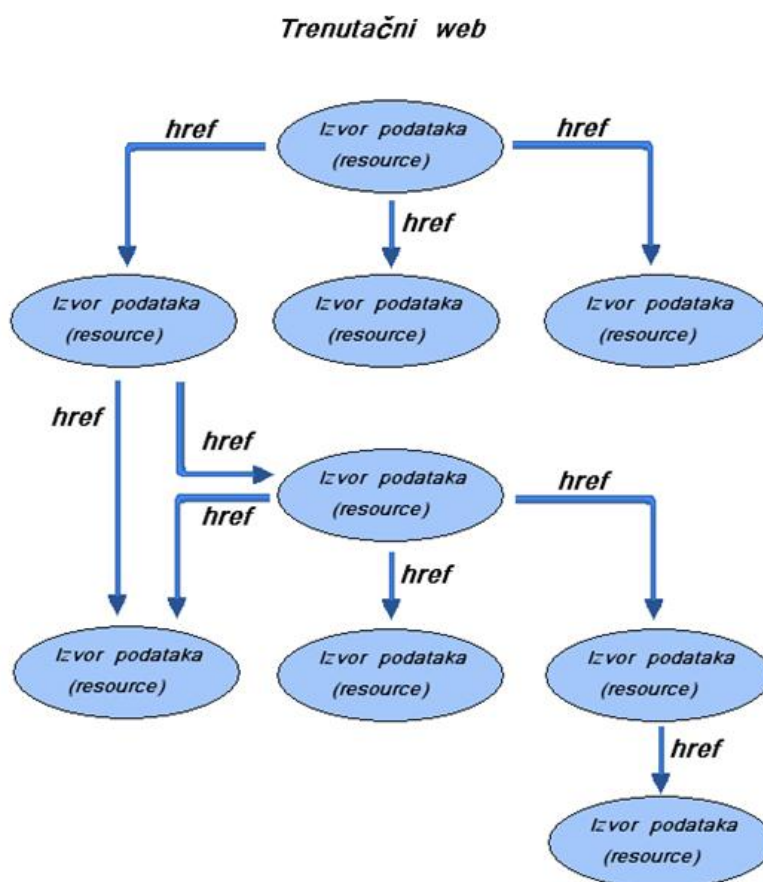 Trenutačni web
href
Izvor podataka
(resource)
href
href
Izvor podataka
(resource)
Izvor podataka
(resource)
Izvor podataka
(resource)
href
href
Izvor podataka
(resource)
href
href
href
Izvor podataka
(resource)
Izvor podataka
(resource)
Izvor podataka
(resource)
href
Izvor podataka
(resource)